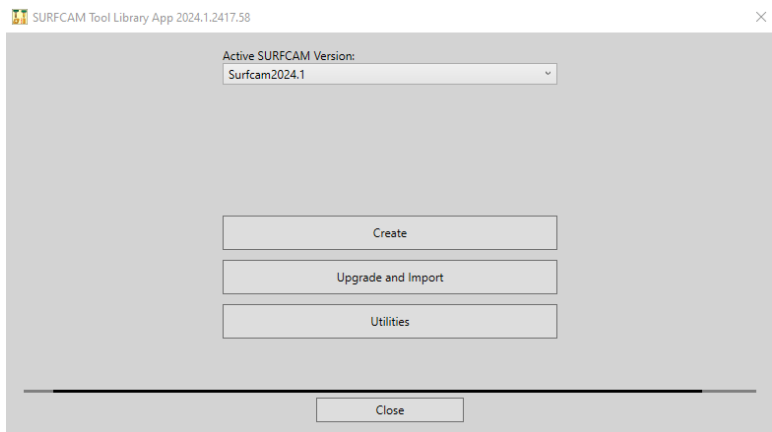 SURFCAM Tool Library App 2024.1.2417.58
Active SURFCAM Version:
Surfcam2024.1
Create
Upgrade and Import
Utilities
Close